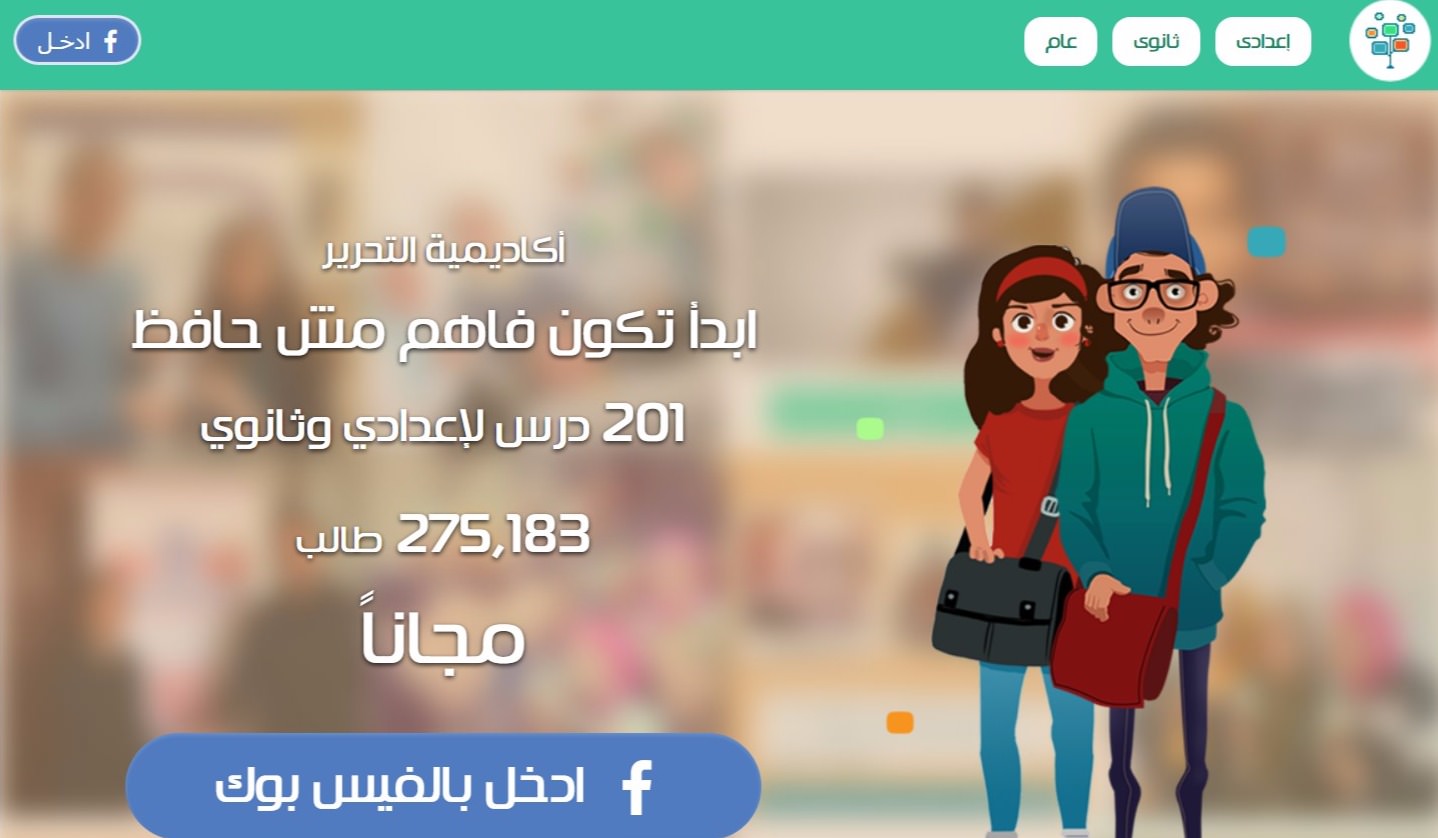 إعدادى
ثانوى
عام
ادخل
أكاديمية التحرير
ابدأ تكون فاهم مش حافظ
201 درس لإعدادي وثانوي
275,183 طالب
مجاناً
ادخل بالفيس بوك